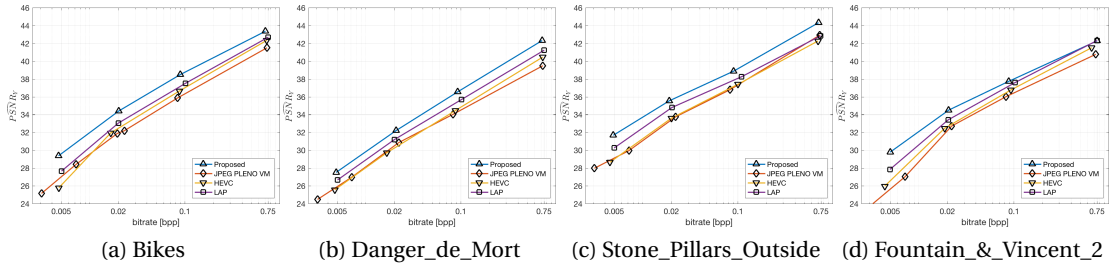 46
44
42
40
38
36
34
32
30
28
26
24
PSNR_Y
0.005
0.02
0.1
0.75
bitrate [bpp]
Proposed
JPEG PLENO VM
HEVC
LAP
(a) Bikes
46
44
42
40
38
36
34
32
30
28
26
24
PSNR_Y
0.005
0.02
0.1
0.75
bitrate [bpp]
Proposed
JPEG PLENO VM
HEVC
LAP
(b) Danger_de_Mort
46
44
42
40
38
36
34
32
30
28
26
24
PSNR_Y
0.005
0.02
0.1
0.75
bitrate [bpp]
Proposed
JPEG PLENO VM
HEVC
LAP
(c) Stone_Pillars_Outside
46
44
42
40
38
36
34
32
30
28
26
24
PSNR_Y
0.005
0.02
0.1
0.75
bitrate [bpp]
Proposed
JPEG PLENO VM
HEVC
LAP
(d) Fountain_&_Vincent_2